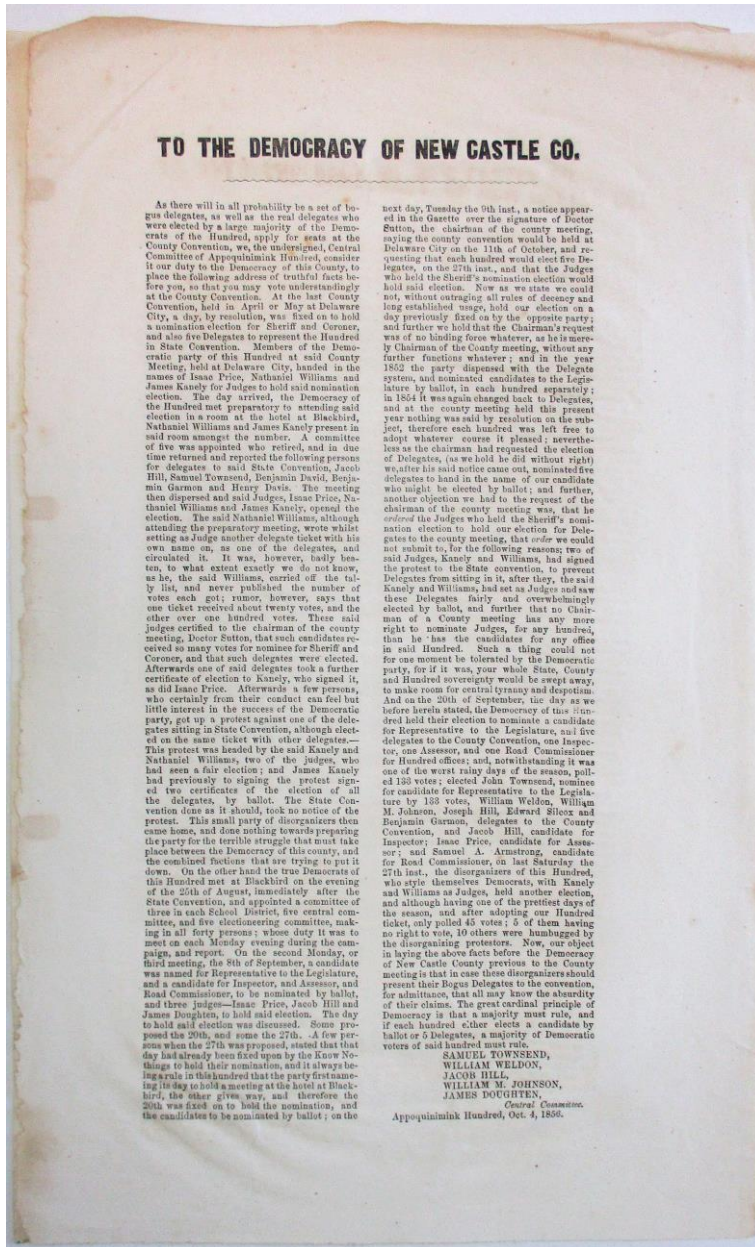 TO THE DEMOCRACY OF NEW CASTLE CO.
As there will in all probability be a set of bo-
gus delegates, as well as the real delegates who
were elected by a large majority of the Demo-
crats of the Hundred, apply for seats at the
County Convention, we, the undersigned, Central
Committee of Appoquinimink Hundred, consider
it our duty to the Democracy of this County, to
place the following address of truthful facts be-
fore you, so that you may vote understandingly
at the County Convention. At the last County
Convention, held in April or May at Delaware
City, a day, by resolution, was fixed on to hold
a nomination election for Sheriff and Coroner,
and also five Delegates to represent the Hundred
in State Convention. Members of the Demo-
cratic party of this Hundred at said County
Meeting, held at Delaware City, handed in the
names of Isaac Price, Nathaniel Williams and
James Kanely for Judges to hold said nomination
election. The day arrived, the Democracy of
the Hundred met preparatory to attending said
election in a room at the hotel at Blackbird,
Nathaniel Williams and James Kanely present in
said room amongst the number. A committee
of five was appointed who retired, and in due
time returned and reported the following persons
for delegates to said State Convention, Jacob
Hill, Samuel Townsend, Benjamin David, Benja-
min Garmon and Henry Davis. The meeting
then dispersed and said Judges, Isaac Price, Na-
thaniel Williams and James Kanely, opened the
election. The said Nathaniel Williams, although
attending the preparatory meeting, wrote whilst
setting as Judge another delegate ticket with his
own name on, as one of the delegates, and
circulated it. It was, however, badly bea-
ten, to what extent exactly we do not know,
as he, the said Williams, carried off the tal-
ly list, and never published the number of
votes each got; rumor, however, says that
one ticket received about twenty votes, and the
other over one hundred votes. These said
judges certified to the chairman of the county
meeting, Doctor Sutton, that such candidates re-
ceived so many votes for nominee for Sheriff and
Coroner, and that such delegates were elected.
Afterwards one of said delegates took a further
certificate of election to Kanely, who signed it,
as did Isaac Price. Afterwards a few persons,
who certainly from their conduct can feel but
little interest in the success of the Democratic
party, got up a protest against one of the dele-
gates sitting in State Convention, although elect-
ed on the same ticket with other delegates.—
This protest was headed by the said Kanely and
Nathaniel Williams, two of the judges, who
had seen a fair election; and James Kanely
had previously to signing the protest sign-
ed two certificates of the election of all
the delegates, by ballot. The State Con-
vention done as it should, took no notice of the
protest. This small party of disorganizers then
came home, and done nothing towards preparing
the party for the terrible struggle that must take
place between the Democracy of this county, and
the combined factions that are trying to put it
down. On the other hand the true Democrats of
this Hundred met at Blackbird on the evening
of the 25th of August, immediately after the
State Convention, and appointed a committee of
three in each School District, five central com-
mittee, and five electioneering committee, mak-
ing in all forty persons; whose duty it was to
meet on each Monday evening during the cam-
paign, and report. On the second Monday, or
third meeting, the 8th of September, a candidate
was named for Representative to the Legislature,
and a candidate for Inspector, and Assessor, and
Road Commissioner, to be nominated by ballot,
and three judges—Isaac Price, Jacob Hill and
James Doughten, to hold said election. The day
to hold said election was discussed. Some pro-
posed the 20th, and some the 27th. A few per-
sons when the 27th was proposed, stated that that
day had already been fixed upon by the Know No-
things to hold their nomination, and it always be-
ing a rule in this hundred that the party first name-
ing its day to hold a meeting at the hotel at Black-
bird, the other gives way, and therefore the
20th was fixed on to hold the nomination, and
the candidates to be nominated by ballot; on the
next day, Tuesday the 9th inst., a notice appear-
ed in the Gazette over the signature of Doctor
Sutton, the chairman of the county meeting,
saying the county convention would be held at
Delaware City on the 11th of October, and re-
questing that each hundred would elect five De-
legates, on the 27th inst., and that the Judges
who held the Sheriff's nomination election would
hold said election. Now as we state we could
not, without outraging all rules of decency and
long established usage, hold our election on a
day previously fixed on by the opposite party;
and further we hold that the Chairman's request
was of no binding force whatever, as he is mere-
ly Chairman of the County meeting, without any
further functions whatever; and in the year
1852 the party dispensed with the Delegate
system, and nominated candidates to the Legis-
lature by ballot, in each hundred separately;
in 1854 it was again changed back to Delegates,
and at the county meeting held this present
year nothing was said by resolution on the sub-
ject, therefore each hundred was left free to
adopt whatever course it pleased; neverthe-
less as the chairman had requested the election
of Delegates, (as we hold he did without right)
we, after his said notice came out, nominated five
delegates to hand in the name of our candidate
who might be elected by ballot; and further,
another objection we had to the request of the
chairman of the county meeting was, that he
ordered the Judges who held the Sheriff's nomi-
nation election to hold our election for Dele-
gates to the county meeting, that order we could
not submit to, for the following reasons; two of
said Judges, Kanely and Williams, had signed
the protest to the State convention, to prevent
Delegates from sitting in it, after they, the said
Kanely and Williams, had set as Judges and saw
these Delegates fairly and overwhelmingly
elected by ballot, and further that no Chair-
man of a County meeting has any more
right to nominate Judges, for any hundred,
than he has the candidates for any office
in said Hundred. Such a thing could not
for one moment be tolerated by the Democratic
party, for if it was, your whole State, County
and Hundred sovereignty would be swept away,
to make room for central tyranny and despotism.
And on the 20th of September, the day as we
before herein stated, the Democracy of this Hun-
dred held their election to nominate a candidate
for Representative to the Legislature, and five
delegates to the County Convention, one Inspec-
tor, one Assessor, and one Road Commissioner
for Hundred offices; and, notwithstanding it was
one of the worst rainy days of the season, poll-
ed 133 votes; elected John Townsend, nominee
for candidate for Representative to the Legisla-
ture by 133 votes, William Weldon, William
M. Johnson, Joseph Hill, Edward Silcox and
Benjamin Garmon, delegates to the County
Convention, and Jacob Hill, candidate for
Inspector; Isaac Price, candidate for Asses-
sor; and Samuel A. Armstrong, candidate
for Road Commissioner, on last Saturday the
27th inst., the disorganizers of this Hundred,
who style themselves Democrats, with Kanely
and Williams as Judges, held another election,
and although having one of the prettiest days of
the season, and after adopting our Hundred
ticket, only polled 45 votes; 5 of them having
no right to vote, 16 others were humbugged by
the disorganizing protestors. Now, our object
in laying the above facts before the Democracy
of New Castle County previous to the County
meeting is that in case these disorganizers should
present their Bogus Delegates to the convention,
for admittance, that all may know the absurdity
of their claims. The great cardinal principle of
Democracy is that a majority must rule, and
if each hundred either elects a candidate by
ballot or 5 Delegates, a majority of Democratic
voters of said hundred must rule.
SAMUEL TOWNSEND,
WILLIAM WELDON,
JACOB HILL,
WILLIAM M. JOHNSON,
JAMES DOUGHTEN,
Central Committee.
Appoquinimink Hundred, Oct. 4, 1856.